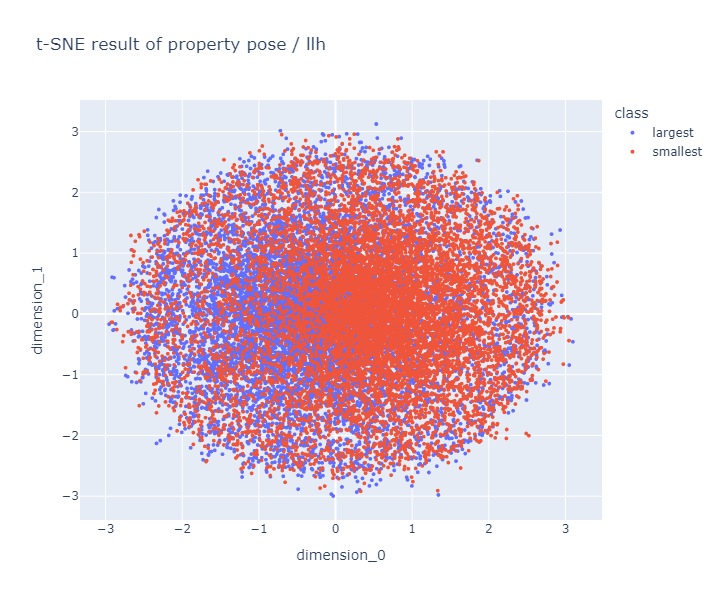 t-SNE result of property pose / llh
class
largest
smallest
3
2
1
0
−1
−2
−3
dimension_1
−3
−2
−1
0
1
2
3
dimension_0